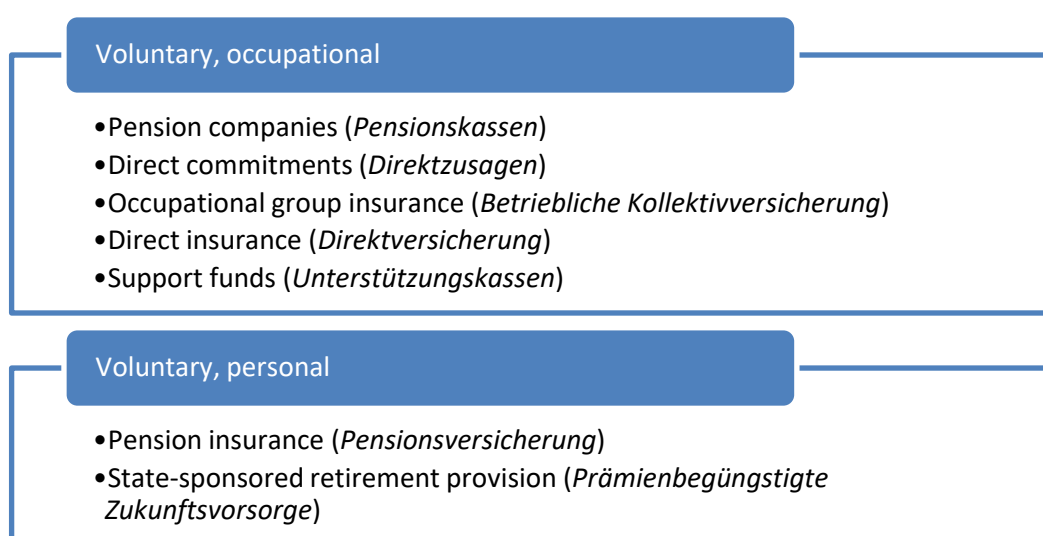 Voluntary, occupational
•Pension companies (Pensionskassen)
•Direct commitments (Direktzusagen)
•Occupational group insurance (Betriebliche Kollektivversicherung)
•Direct insurance (Direktversicherung)
•Support funds (Unterstützungskassen)
Voluntary, personal
•Pension insurance (Pensionsversicherung)
•State-sponsored retirement provision (Prämienbegüngstigte
Zukunftsvorsorge)